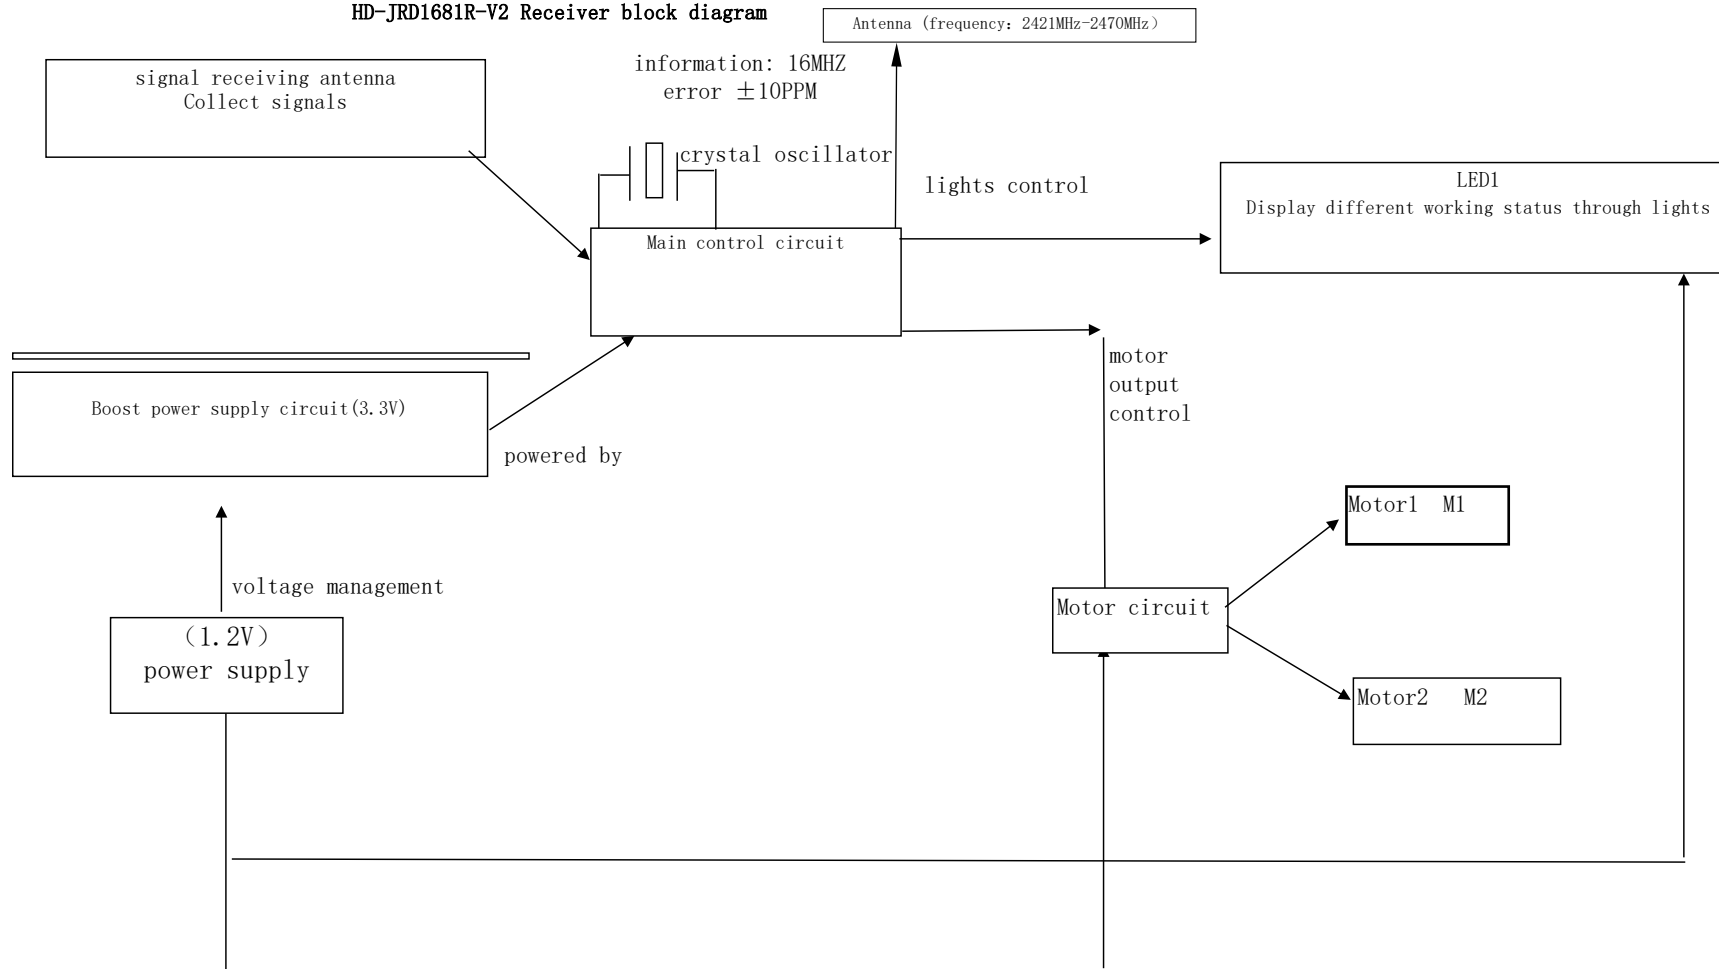 HD-JRD1681R-V2 Receiver block diagram
Antenna (frequency: 2421MHz-2470MHz)
information: 16MHZ
error ±10PPM
signal receiving antenna
Collect signals
crystal oscillator
lights control
LED1
Display different working status through lights
Main control circuit
motor
output
control
Boost power supply circuit(3.3V)
powered by
Motor1 M1
voltage management
Motor circuit
(1.2V)
power supply
Motor2 M2